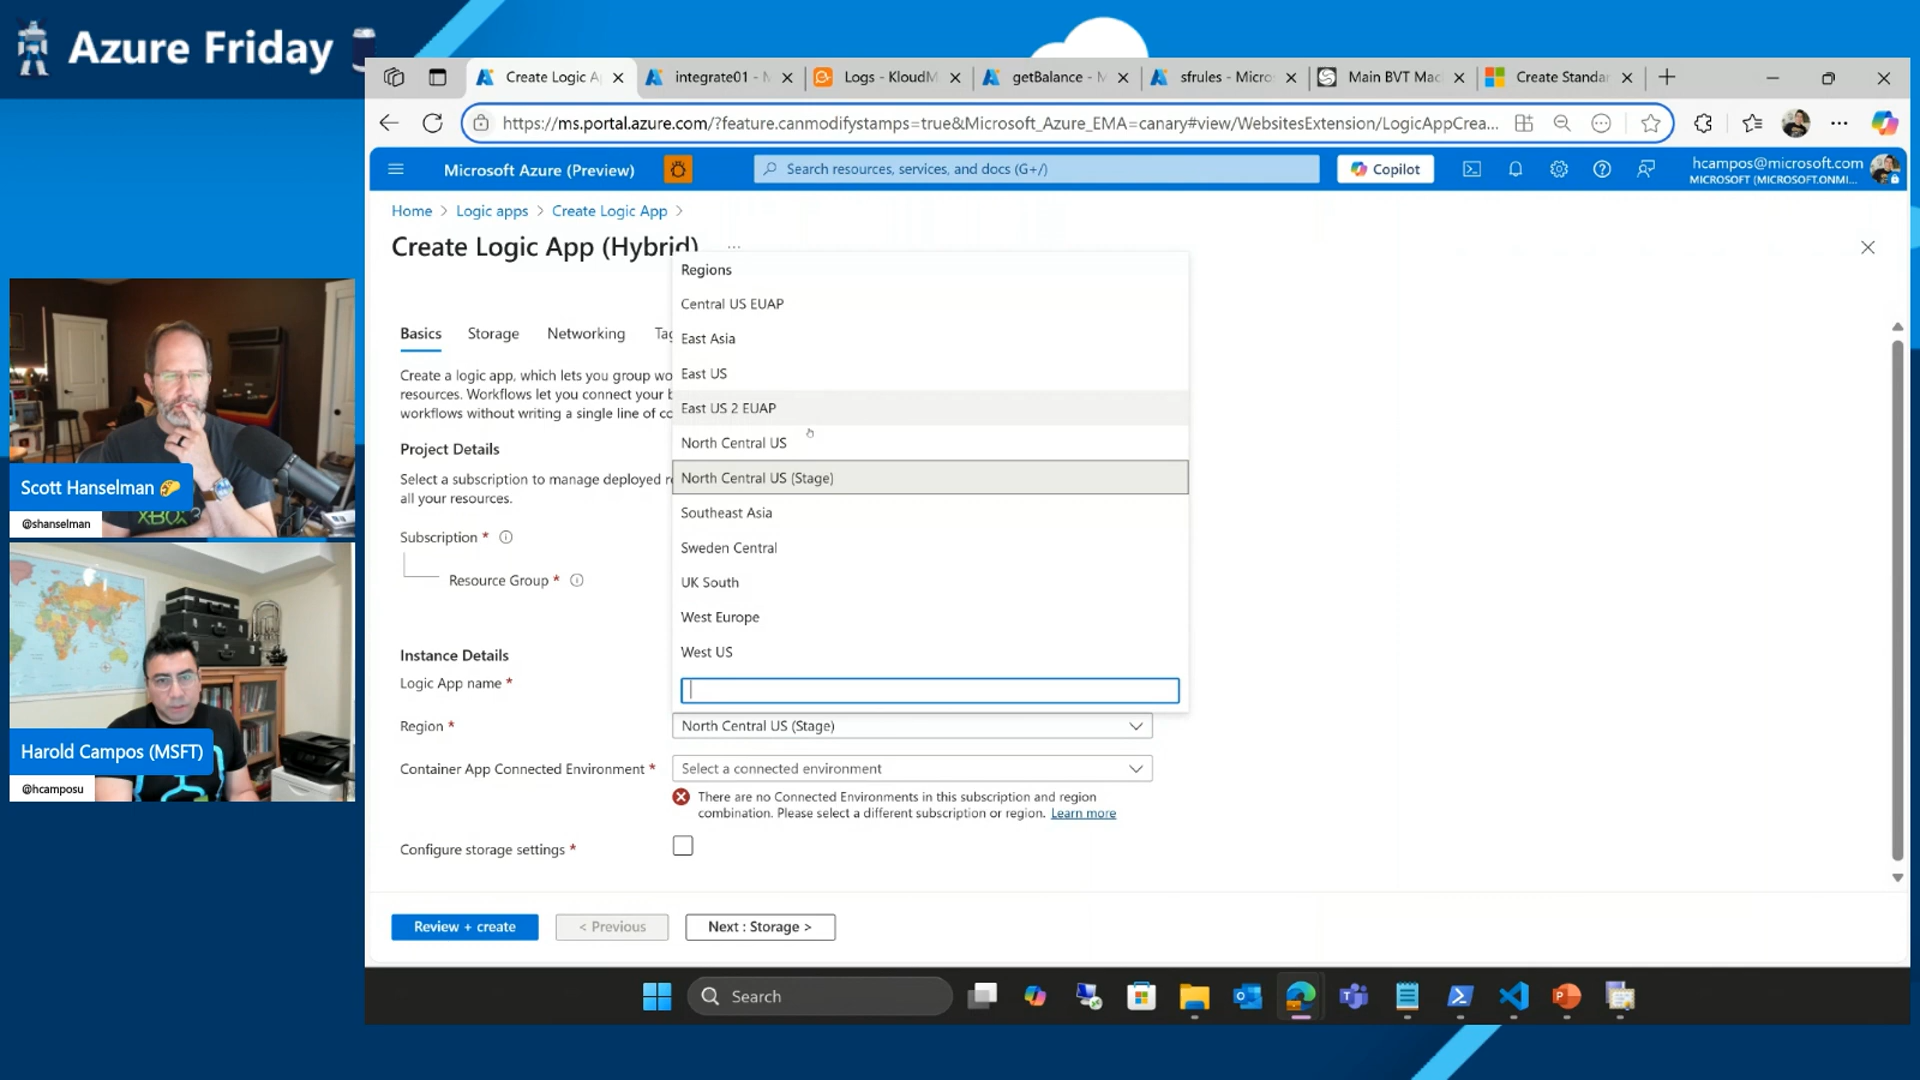 Azure Friday
Create Logic A
integrate01 - M
Logs - KloudM
getBalance - M
sfrules - Micro
Main BVT Mac
Create Standar
https://ms.portal.azure.com/?feature.canmodifystamps=true&Microsoft_Azure_EMA=canary#view/WebsitesExtension/LogicAppCrea...
Microsoft Azure (Preview)
Search resources, services, and docs (G+/)
Copilot
hcampos@microsoft.com
MICROSOFT (MICROSOFT.ONMI...
Home > Logic apps > Create Logic App >
Create Logic App (Hybrid) ...
Basics Storage Networking Tag
Create a logic app, which lets you group wo
resources. Workflows let you connect your b
workflows without writing a single line of co
Project Details
Select a subscription to manage deployed r
all your resources.
Subscription *
Resource Group *
Instance Details
Logic App name *
Regions
Central US EUAP
East Asia
East US
East US 2 EUAP
North Central US
North Central US (Stage)
Southeast Asia
Sweden Central
UK South
West Europe
West US
Region * North Central US (Stage)
Container App Connected Environment * Select a connected environment
There are no Connected Environments in this subscription and region
combination. Please select a different subscription or region. Learn more
Configure storage settings *
Review + create < Previous Next : Storage >
Search
Scott Hanselman 🌮
@shanselman
XBOX
Harold Campos (MSFT)
@hcamposu